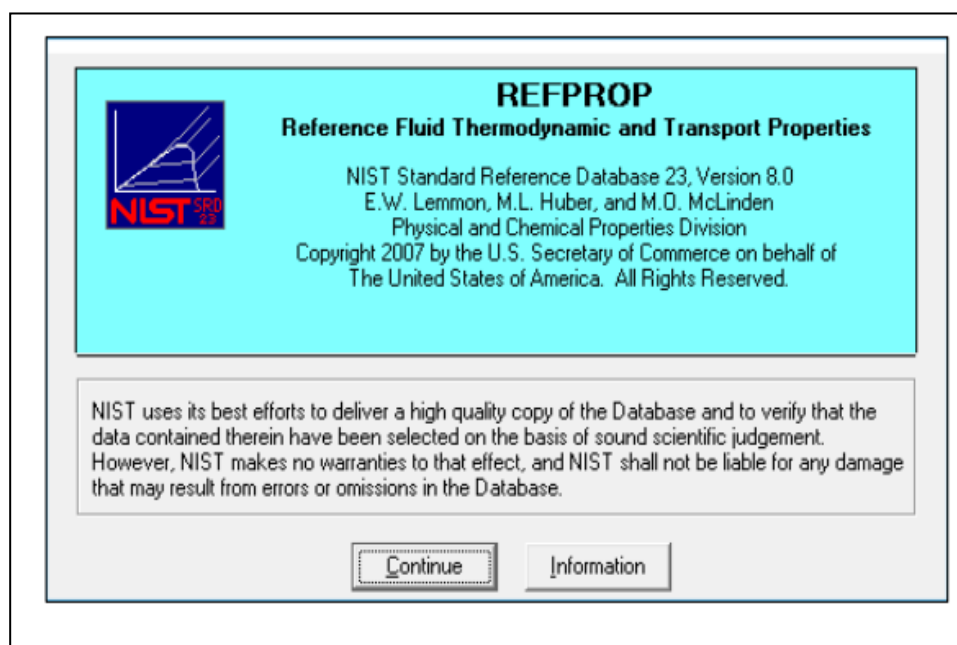 REFPROP
Reference Fluid Thermodynamic and Transport Properties
NIST Standard Reference Database 23, Version 8.0
E.W. Lemmon, M.L. Huber, and M.O. McLinden
Physical and Chemical Properties Division
Copyright 2007 by the U.S. Secretary of Commerce on behalf of
The United States of America. All Rights Reserved.
NIST SRD
23
NIST uses its best efforts to deliver a high quality copy of the Database and to verify that the
data contained therein have been selected on the basis of sound scientific judgement.
However, NIST makes no warranties to that effect, and NIST shall not be liable for any damage
that may result from errors or omissions in the Database.
Continue
Information